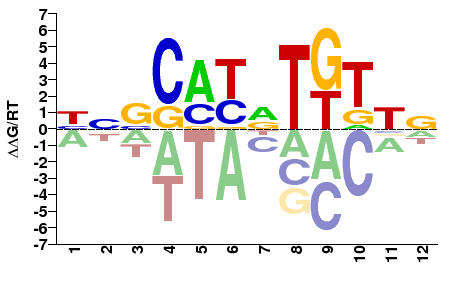 ΔΔG/RT
7
6
5
4
3
2
1
0
-1
-2
-3
-4
-5
-6
-7
T A
C T
G A T
C G A T
A C T
T C A
A G C
T A C G
G T A C
T G C
T A
G A
1 2 3 4 5 6 7 8 9 10 11 12